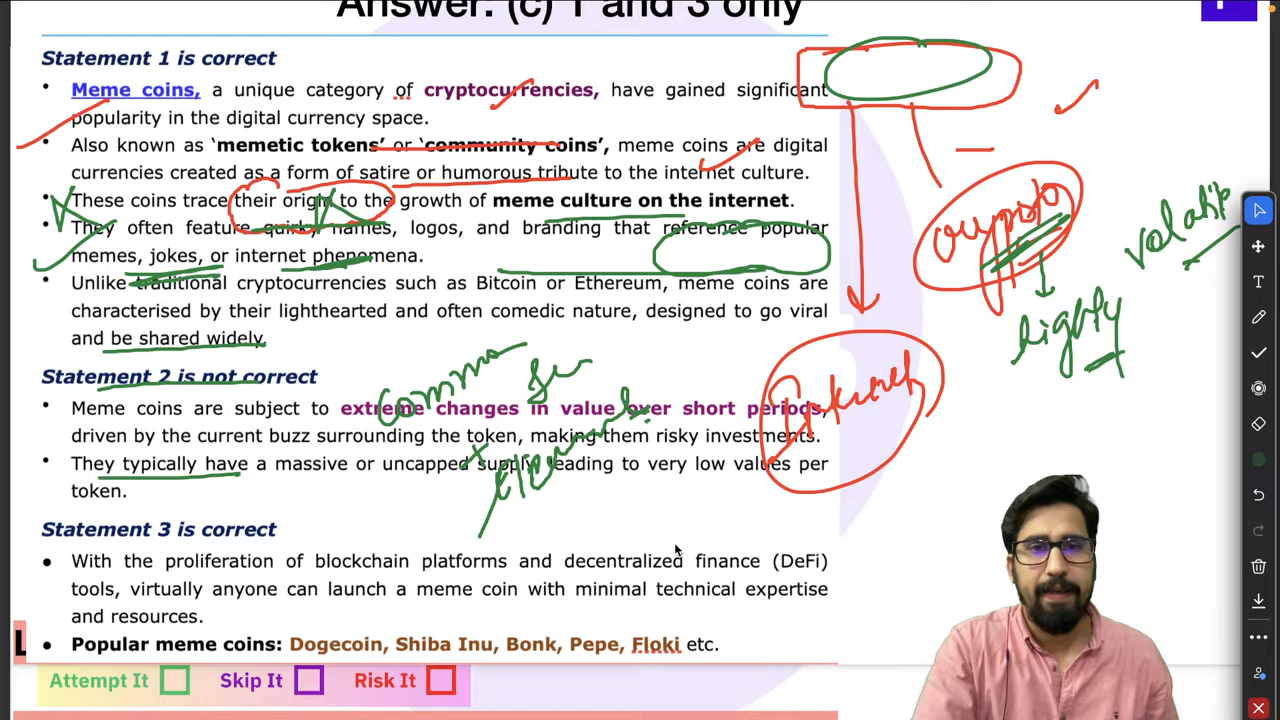 Answer: (c) 1 and 3 only
Statement 1 is correct
• Meme coins, a unique category of cryptocurrencies, have gained significant
popularity in the digital currency space.
• Also known as ‘memetic tokens’ or ‘community coins’, meme coins are digital
currencies created as a form of satire or humorous tribute to the internet culture.
• These coins trace their origin to the growth of meme culture on the internet.
• They often feature quirky names, logos, and branding that reference popular
memes, jokes, or internet phenomena.
• Unlike traditional cryptocurrencies such as Bitcoin or Ethereum, meme coins are
characterised by their lighthearted and often comedic nature, designed to go viral
and be shared widely.
Statement 2 is not correct
• Meme coins are subject to extreme changes in value over short periods,
driven by the current buzz surrounding the token, making them risky investments.
• They typically have a massive or uncapped supply leading to very low values per
token.
Statement 3 is correct
• With the proliferation of blockchain platforms and decentralized finance (DeFi)
tools, virtually anyone can launch a meme coin with minimal technical expertise
and resources.
• Popular meme coins: Dogecoin, Shiba Inu, Bonk, Pepe, Floki etc.
Attempt It Skip It Risk It
crypto
highly
T